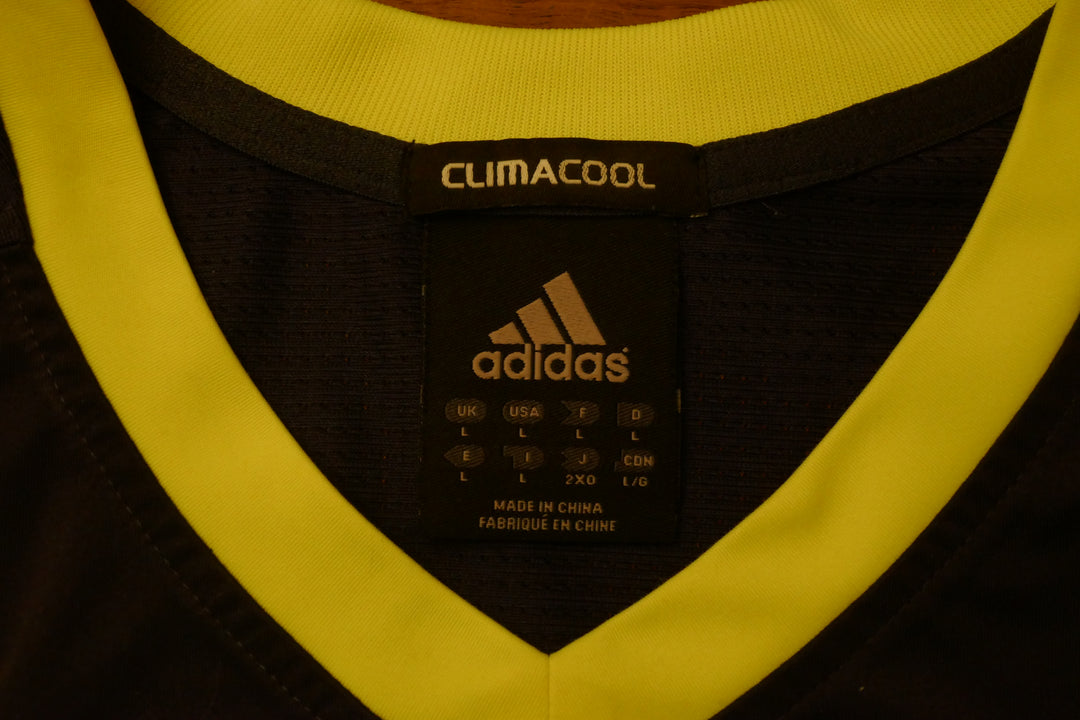 CLIMACOOL
adidas
UK USA F D
L L L L
E I J CDN
L L 2XO L/G
MADE IN CHINA
FABRIQUÉ EN CHINE